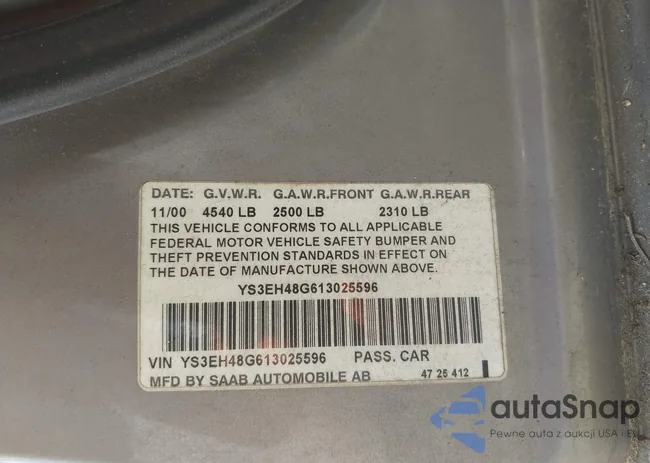 DATE: G.V.W.R. G.A.W.R.FRONT G.A.W.R.REAR
11/00 4540 LB 2500 LB 2310 LB
THIS VEHICLE CONFORMS TO ALL APPLICABLE
FEDERAL MOTOR VEHICLE SAFETY BUMPER AND
THEFT PREVENTION STANDARDS IN EFFECT ON
THE DATE OF MANUFACTURE SHOWN ABOVE.
YS3EH48G613025596
VIN YS3EH48G613025596 PASS. CAR
MFD BY SAAB AUTOMOBILE AB 47 26 412
autaSnap
Pewne auta z aukcji USA i EU